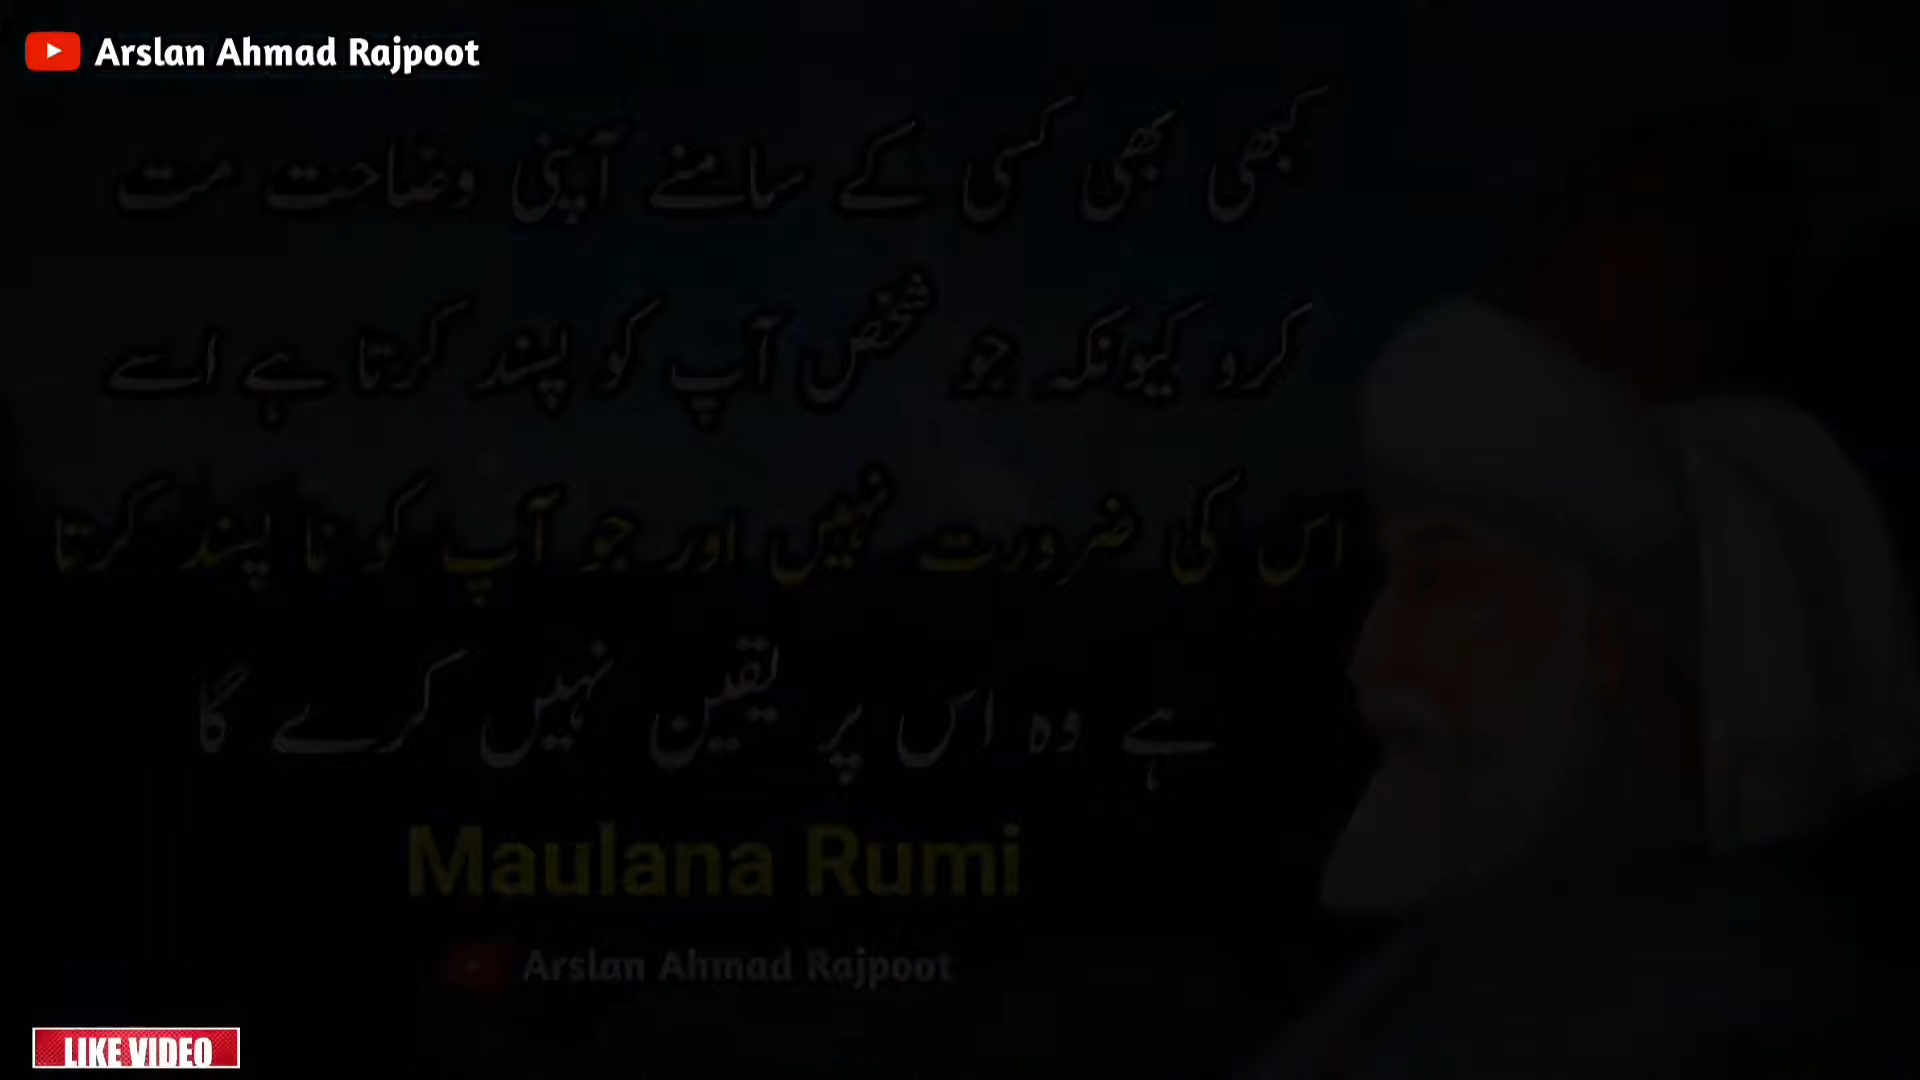 Arslan Ahmad Rajpoot
کبھی بھی کسی کے سامنے آپنی وضاحت مت
کرو کیونکہ جو شخص آپ کو پسند کرتا ہے اسے
اس کی ضرورت نہیں اور جو آپ کو نا پسند کرتا
ہے وہ اس پر یقین نہیں کرے گا
Maulana Rumi
Arslan Ahmad Rajpoot
LIKE VIDEO